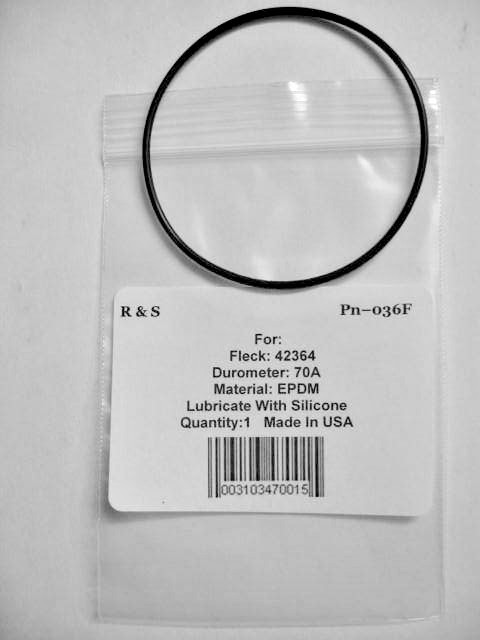 R & S Pn-036F
For:
Fleck: 42364
Durometer: 70A
Material: EPDM
Lubricate With Silicone
Quantity:1 Made In USA
003103470015